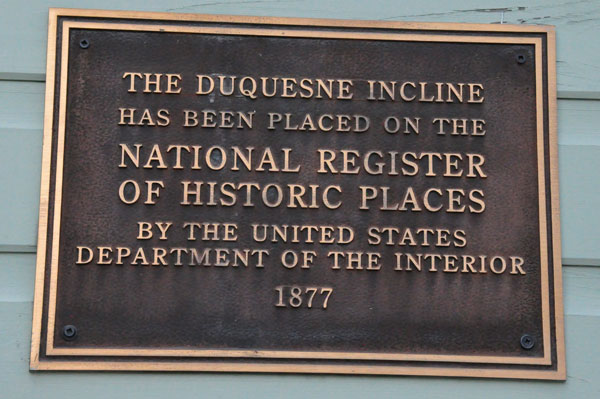 THE DUQUESNE INCLINE
HAS BEEN PLACED ON THE
NATIONAL REGISTER
OF HISTORIC PLACES
BY THE UNITED STATES
DEPARTMENT OF THE INTERIOR
1877